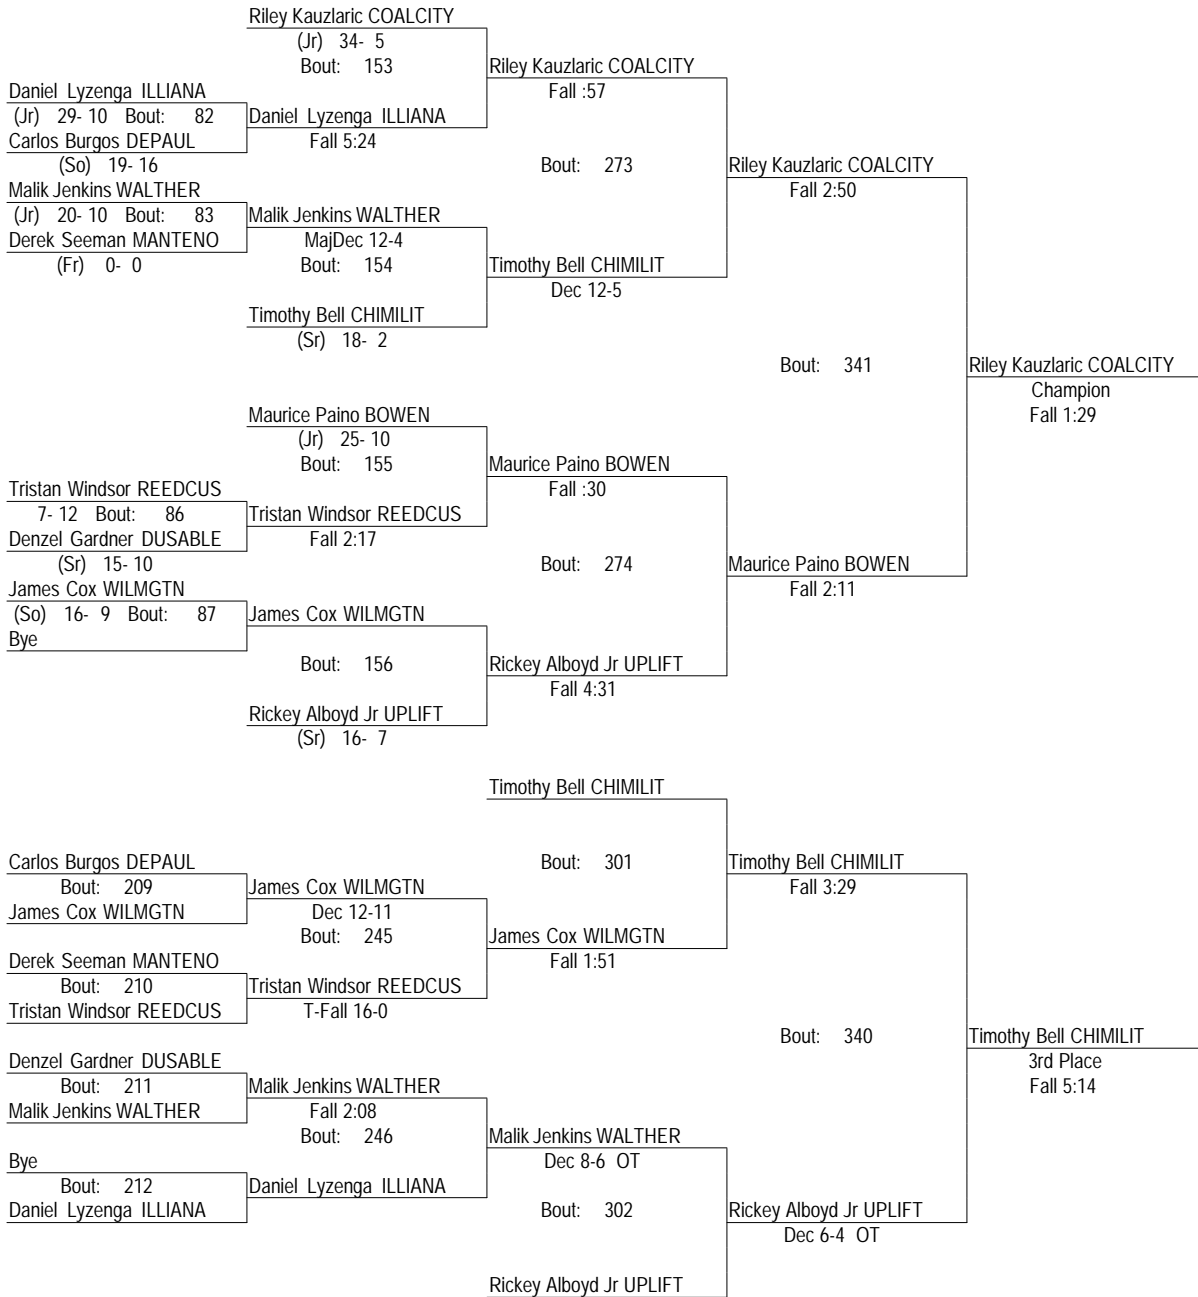 Riley Kauzlaric COALCITY
(Jr) 34- 5
Bout: 153
Riley Kauzlaric COALCITY
Fall :57
Daniel Lyzenga ILLIANA
(Jr) 29- 10 Bout: 82
Daniel Lyzenga ILLIANA
Fall 5:24
Carlos Burgos DEPAUL
(So) 19- 16
Bout: 273
Riley Kauzlaric COALCITY
Fall 2:50
Malik Jenkins WALTHER
(Jr) 20- 10 Bout: 83
Malik Jenkins WALTHER
MajDec 12-4
Derek Seeman MANTENO
(Fr) 0- 0
Bout: 154
Timothy Bell CHIMILIT
Dec 12-5
Timothy Bell CHIMILIT
(Sr) 18- 2
Bout: 341
Riley Kauzlaric COALCITY
Champion
Fall 1:29
Maurice Paino BOWEN
(Jr) 25- 10
Bout: 155
Maurice Paino BOWEN
Fall :30
Tristan Windsor REEDCUS
7- 12 Bout: 86
Tristan Windsor REEDCUS
Fall 2:17
Denzel Gardner DUSABLE
(Sr) 15- 10
Bout: 274
Maurice Paino BOWEN
Fall 2:11
James Cox WILMGTN
(So) 16- 9 Bout: 87
James Cox WILMGTN
Bye
Bout: 156
Rickey Alboyd Jr UPLIFT
Fall 4:31
Rickey Alboyd Jr UPLIFT
(Sr) 16- 7
Timothy Bell CHIMILIT
Bout: 301
Timothy Bell CHIMILIT
Fall 3:29
Carlos Burgos DEPAUL
Bout: 209
James Cox WILMGTN
Dec 12-11
James Cox WILMGTN
Bout: 245
James Cox WILMGTN
Fall 1:51
Derek Seeman MANTENO
Bout: 210
Tristan Windsor REEDCUS
T-Fall 16-0
Tristan Windsor REEDCUS
Bout: 340
Timothy Bell CHIMILIT
3rd Place
Fall 5:14
Denzel Gardner DUSABLE
Bout: 211
Malik Jenkins WALTHER
Fall 2:08
Malik Jenkins WALTHER
Bout: 246
Malik Jenkins WALTHER
Dec 8-6 OT
Bye
Bout: 212
Daniel Lyzenga ILLIANA
Daniel Lyzenga ILLIANA
Bout: 302
Rickey Alboyd Jr UPLIFT
Dec 6-4 OT
Rickey Alboyd Jr UPLIFT